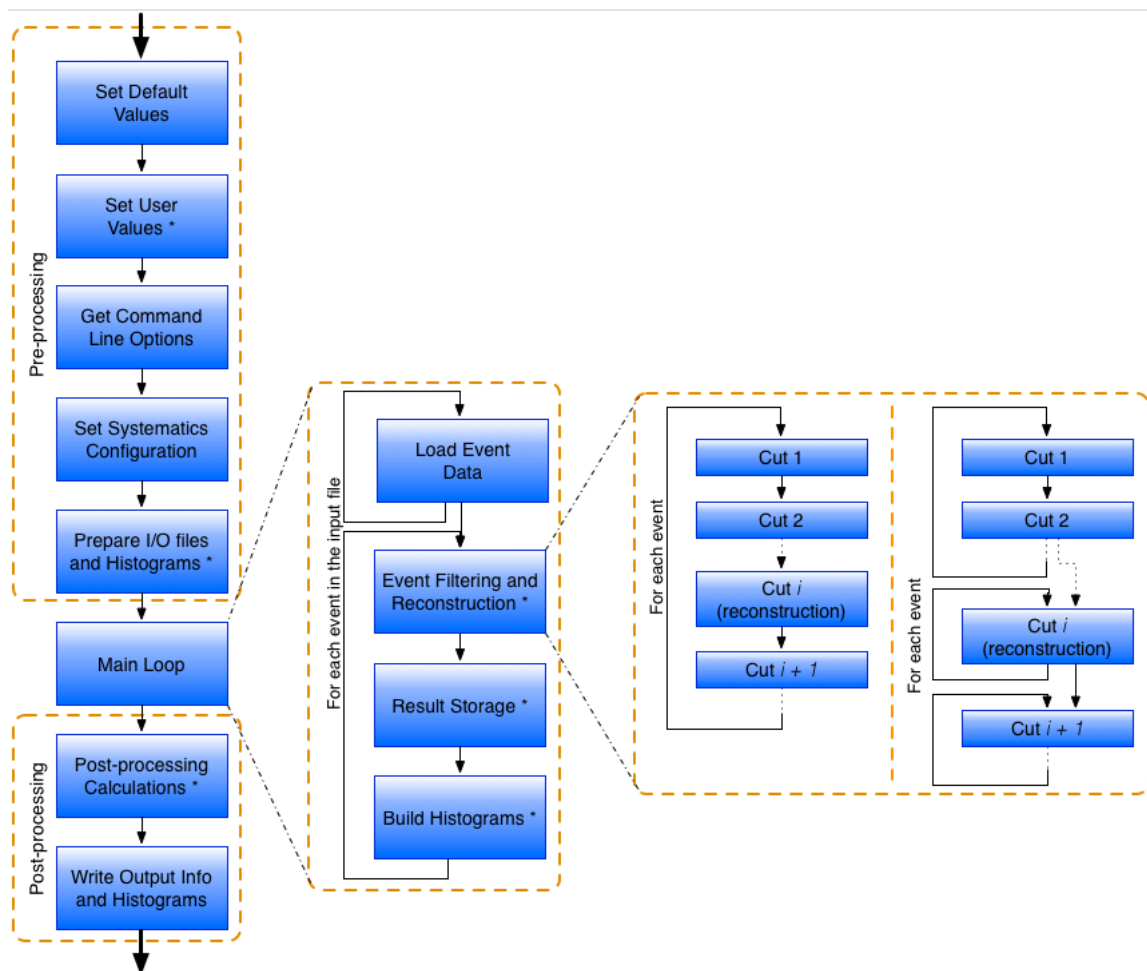 Pre-processing
Set Default
Values
Set User
Values *
Get Command
Line Options
Set Systematics
Configuration
Prepare I/O files
and Histograms *
Main Loop
Post-processing
Post-processing
Calculations *
Write Output Info
and Histograms
For each event in the input file
Load Event
Data
Event Filtering and
Reconstruction *
Result Storage *
Build Histograms *
For each event
Cut 1
Cut 2
Cut i
(reconstruction)
Cut i + 1
For each event
Cut 1
Cut 2
Cut i
(reconstruction)
Cut i + 1